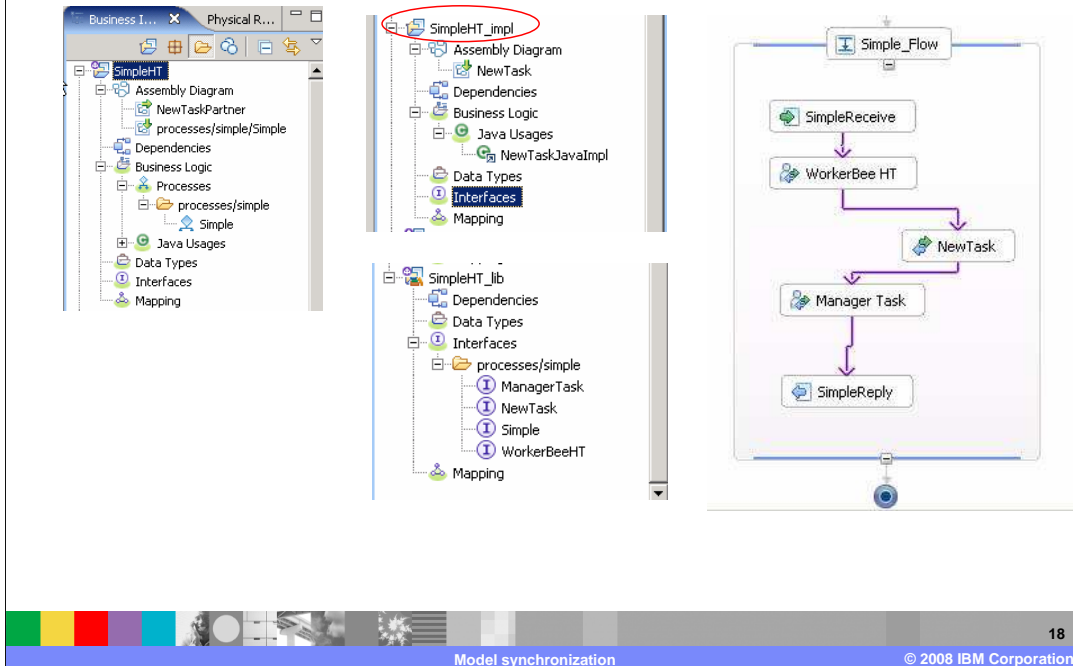 Business I... Physical R...
SimpleHT
Assembly Diagram
NewTaskPartner
processes/simple/Simple
Dependencies
Business Logic
Processes
processes/simple
Simple
Java Usages
Data Types
Interfaces
Mapping
SimpleHT_impl
Assembly Diagram
NewTask
Dependencies
Business Logic
Java Usages
NewTaskJavaImpl
Data Types
Interfaces
Mapping
SimpleHT_lib
Dependencies
Data Types
Interfaces
processes/simple
ManagerTask
NewTask
Simple
WorkerBeeHT
Mapping
Simple_Flow
SimpleReceive
WorkerBee HT
NewTask
Manager Task
SimpleReply
18
Model synchronization
© 2008 IBM Corporation